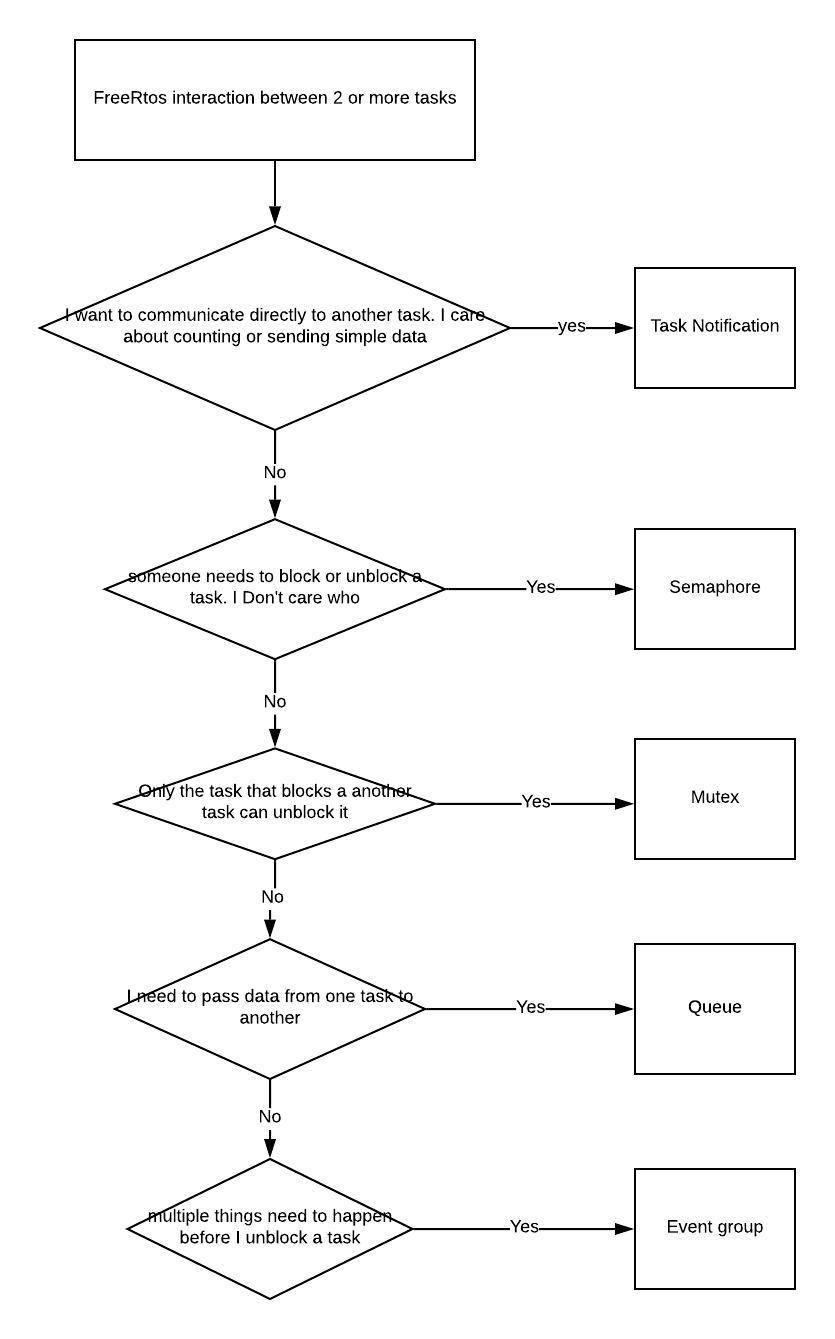 FreeRtos interaction between 2 or more tasks
I want to communicate directly to another task. I care
about counting or sending simple data
yes
Task Notification
No
someone needs to block or unblock a
task. I Don't care who
Yes
Semaphore
No
Only the task that blocks a another
task can unblock it
Yes
Mutex
No
I need to pass data from one task to
another
Yes
Queue
No
multiple things need to happen
before I unblock a task
Yes
Event group